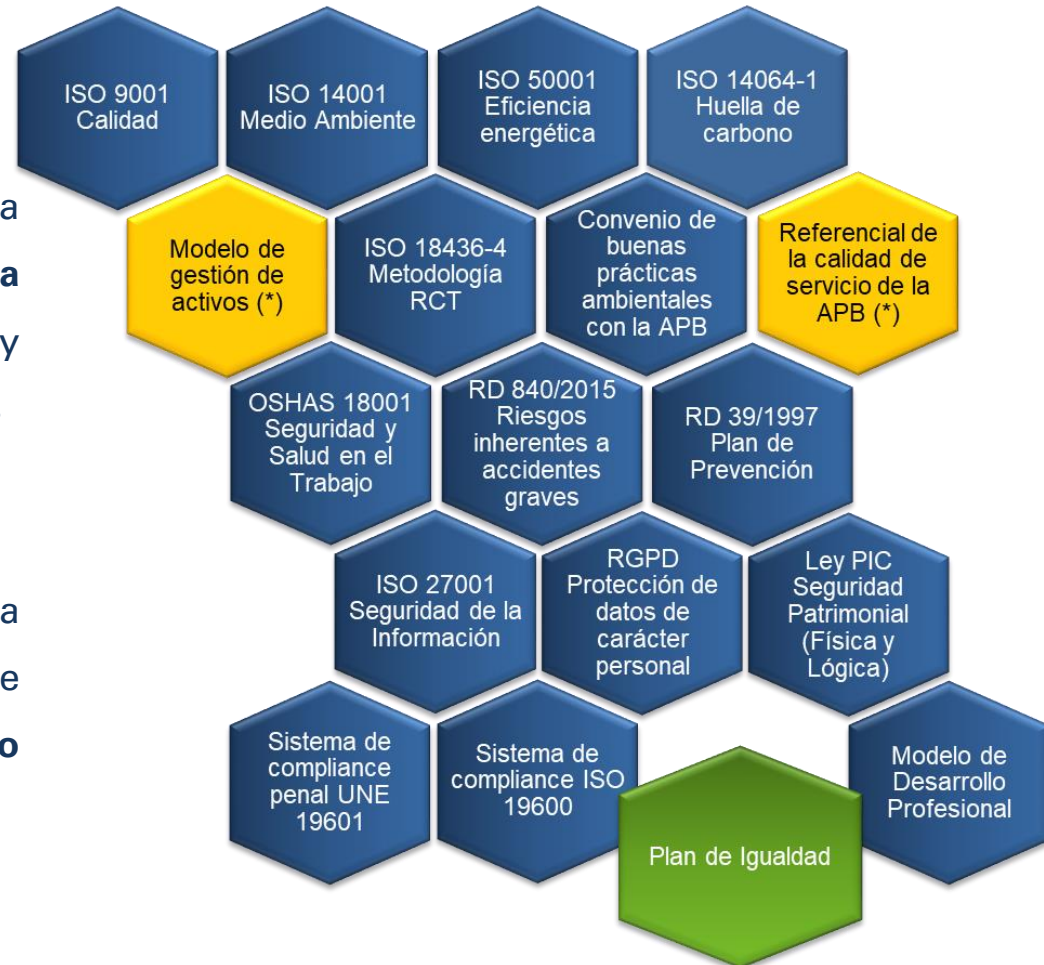 ISO 9001
Calidad
ISO 14001
Medio Ambiente
ISO 50001
Eficiencia
energética
ISO 14064-1
Huella de
carbono
a
a
y
Modelo de
gestión de
activos (*)
ISO 18436-4
Metodología
RCT
Convenio de
buenas
prácticas
ambientales
con la APB
Referencial de
la calidad de
servicio de la
APB (*)
OSHAS 18001
Seguridad y
Salud en el
Trabajo
RD 840/2015
Riesgos
inherentes a
accidentes
graves
RD 39/1997
Plan de
Prevención
a
e
o
ISO 27001
Seguridad de la
Información
RGPD
Protección de
datos de
carácter
personal
Ley PIC
Seguridad
Patrimonial
(Física y
Lógica)
Sistema de
compliance
penal UNE
19601
Sistema de
compliance ISO
19600
Plan de Igualdad
Modelo de
Desarrollo
Profesional